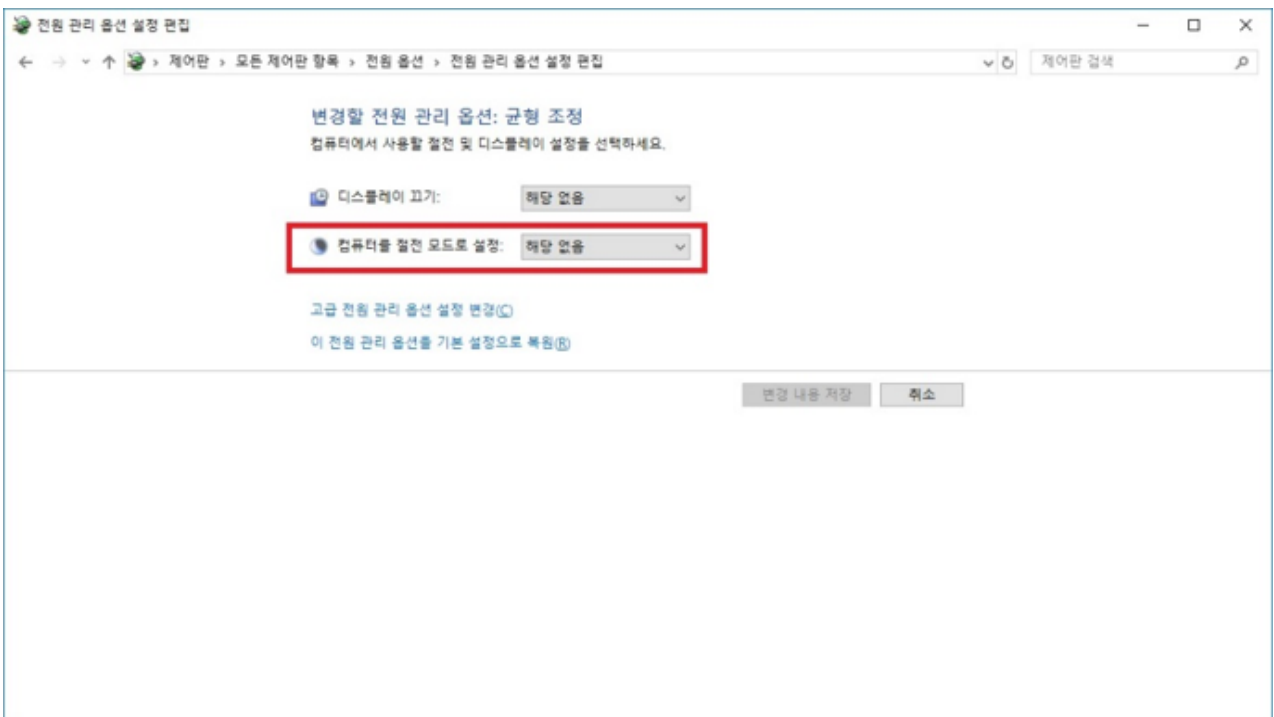 전원 관리 옵션 설정 편집
제어판 › 모든 제어판 항목 › 전원 옵션 › 전원 관리 옵션 설정 편집
제어판 검색
변경할 전원 관리 옵션: 균형 조정
컴퓨터에서 사용할 절전 및 디스플레이 설정을 선택하세요.
디스플레이 끄기: 해당 없음
컴퓨터를 절전 모드로 설정: 해당 없음
고급 전원 관리 옵션 설정 변경(C)
이 전원 관리 옵션을 기본 설정으로 복원(R)
변경 내용 저장 취소